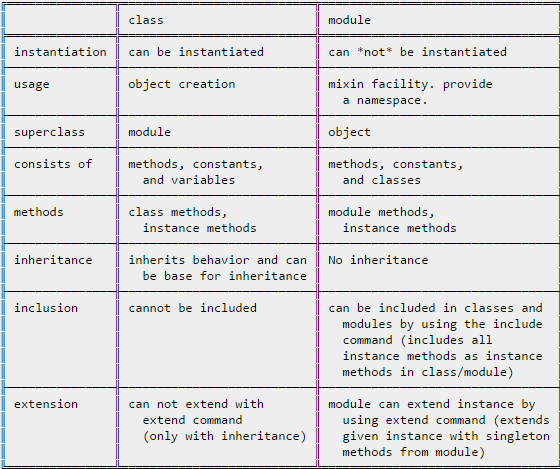 class module
instantiation can be instantiated can *not* be instantiated
usage object creation mixin facility. provide
a namespace.
superclass module object
consists of methods, constants, methods, constants,
and variables and classes
methods class methods, module methods,
instance methods instance methods
inheritance inherits behavior and can No inheritance
be base for inheritance
inclusion cannot be included can be included in classes and
modules by using the include
command (includes all
instance methods as instance
methods in class/module)
extension can not extend with module can extend instance by
extend command using extend command (extends
(only with inheritance) given instance with singleton
methods from module)